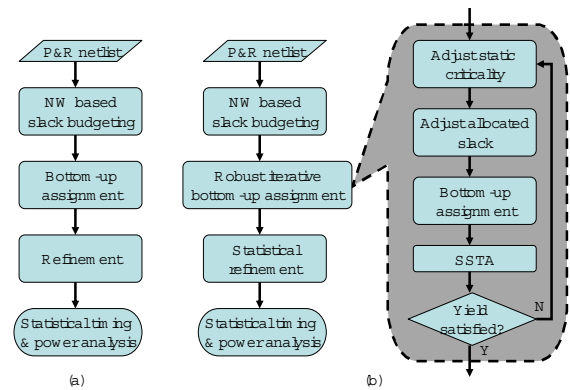 P&R netlist
NW based
slack budgeting
Bottom-up
assignment
Refinement
Statistical timing
& power analysis
(a)
P&R netlist
NW based
slack budgeting
Robust iterative
bottom-up assignment
Statistical
refinement
Statistical timing
& power analysis
(b)
Adjust static
criticality
Adjust allocated
slack
Bottom-up
assignment
SSTA
Yield
satisfied?
N
Y